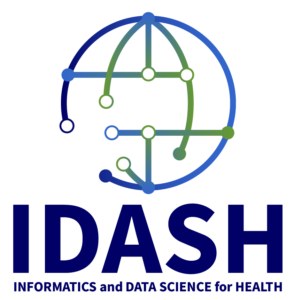 IDASH
INFORMATICS and DATA SCIENCE for HEALTH